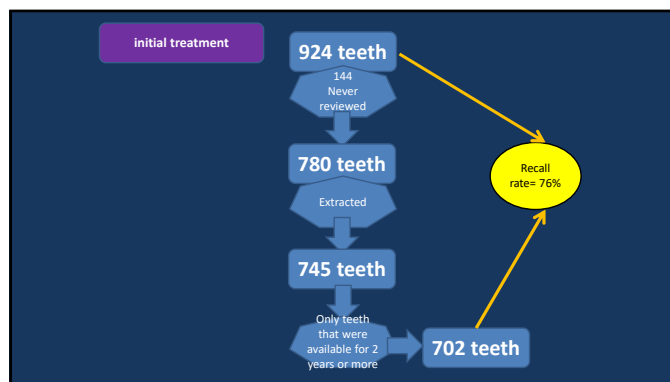 initial treatment
924 teeth
144
Never
reviewed
780 teeth
Extracted
745 teeth
Only teeth
that were
available for 2
years or more
702 teeth
Recall
rate= 76%